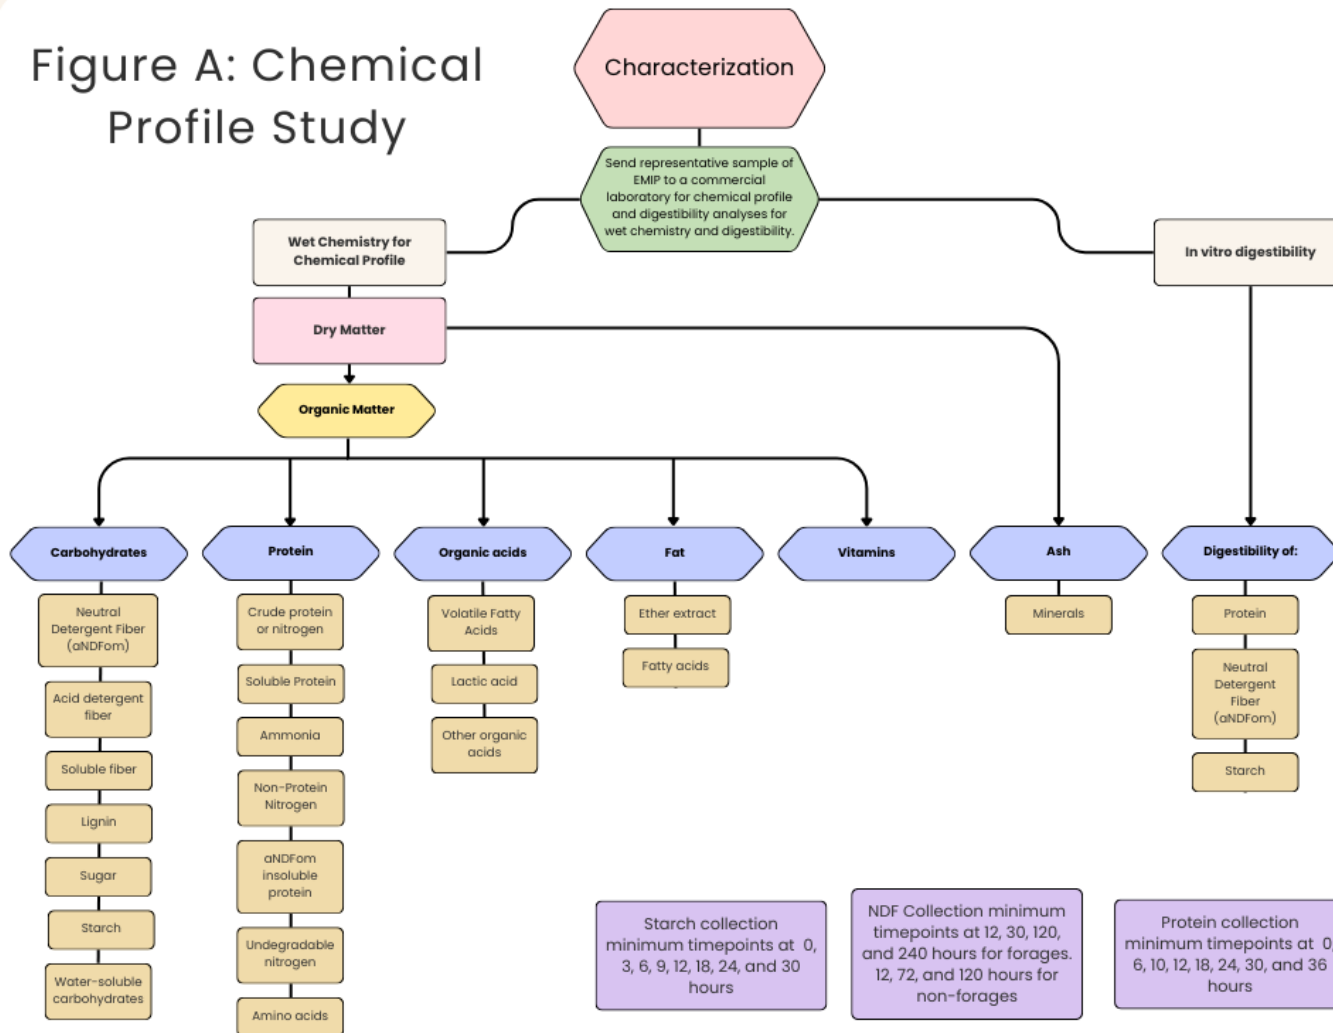 Figure A: Chemical
Profile Study
Characterization
Send representative sample of
EMIP to a commercial
laboratory for chemical profile
and digestibility analyses for
wet chemistry and digestibility.
Wet Chemistry for
Chemical Profile
In vitro digestibility
Dry Matter
Organic Matter
Carbohydrates
Protein
Organic acids
Fat
Vitamins
Ash
Digestibility of:
Neutral
Detergent Fiber
(aNDFom)
Acid detergent
fiber
Soluble fiber
Lignin
Sugar
Starch
Water-soluble
carbohydrates
Crude protein
or nitrogen
Soluble Protein
Ammonia
Non-Protein
Nitrogen
aNDFom
insoluble
protein
Undegradable
nitrogen
Amino acids
Volatile Fatty
Acids
Lactic acid
Other organic
acids
Ether extract
Fatty acids
Minerals
Protein
Neutral
Detergent
Fiber
(aNDFom)
Starch
Starch collection
minimum timepoints at 0,
3, 6, 9, 12, 18, 24, and 30
hours
NDF Collection minimum
timepoints at 12, 30, 120,
and 240 hours for forages.
12, 72, and 120 hours for
non-forages
Protein collection
minimum timepoints at 0,
6, 10, 12, 18, 24, 30, and 36
hours